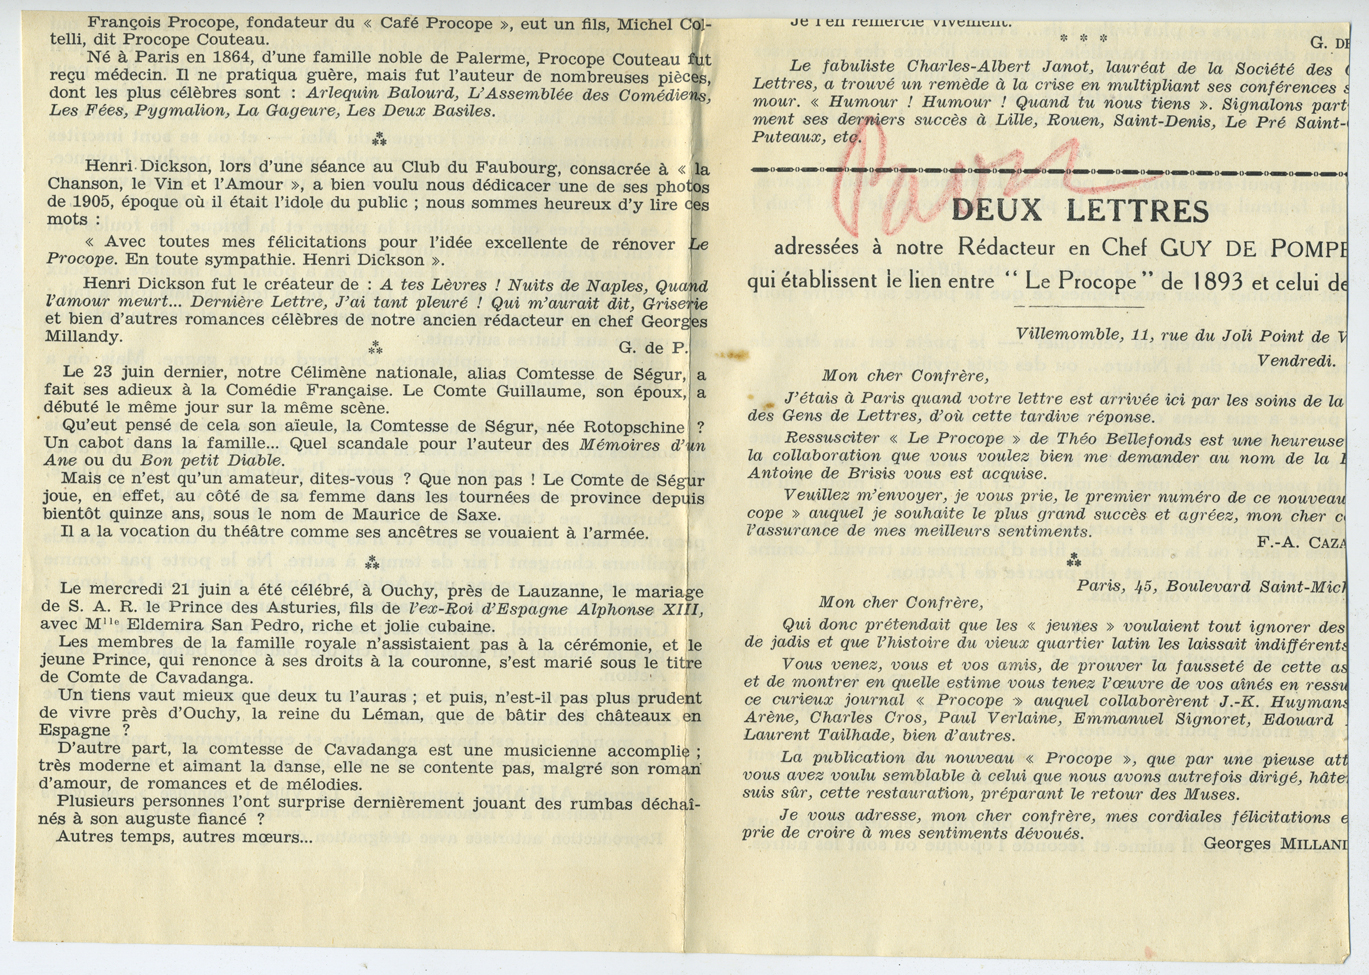 François Procope, fondateur du « Café Procope », eut un fils, Michel Col-
telli, dit Procope Couteau.
Né à Paris en 1864, d'une famille noble de Palerme, Procope Couteau fut
reçu médecin. Il ne pratiqua guère, mais fut l'auteur de nombreuses pièces,
dont les plus célèbres sont : Arlequin Balourd, L'Assemblée des Comédiens,
Les Fées, Pygmalion, La Gageure, Les Deux Basiles.
⁂
Henri Dickson, lors d'une séance au Club du Faubourg, consacrée à « la
Chanson, le Vin et l'Amour », a bien voulu nous dédicacer une de ses photos
de 1905, époque où il était l'idole du public ; nous sommes heureux d'y lire ces
mots :
« Avec toutes mes félicitations pour l'idée excellente de rénover Le
Procope. En toute sympathie. Henri Dickson ».
Henri Dickson fut le créateur de : A tes Lèvres ! Nuits de Naples, Quand
l'amour meurt... Dernière Lettre, J'ai tant pleuré ! Qui m'aurait dit, Griserie
et bien d'autres romances célèbres de notre ancien rédacteur en chef Georges
Millandy.
⁂ G. de P.
Le 23 juin dernier, notre Célimène nationale, alias Comtesse de Ségur, a
fait ses adieux à la Comédie Française. Le Comte Guillaume, son époux, a
débuté le même jour sur la même scène.
Qu'eut pensé de cela son aïeule, la Comtesse de Ségur, née Rotopschine ?
Un cabot dans la famille... Quel scandale pour l'auteur des Mémoires d'un
Ane ou du Bon petit Diable.
Mais ce n'est qu'un amateur, dites-vous ? Que non pas ! Le Comte de Ségur
joue, en effet, au côté de sa femme dans les tournées de province depuis
bientôt quinze ans, sous le nom de Maurice de Saxe.
Il a la vocation du théâtre comme ses ancêtres se vouaient à l'armée.
⁂
Le mercredi 21 juin a été célébré, à Ouchy, près de Lauzanne, le mariage
de S. A. R. le Prince des Asturies, fils de l'ex-Roi d'Espagne Alphonse XIII,
avec Mlle Eldemira San Pedro, riche et jolie cubaine.
Les membres de la famille royale n'assistaient pas à la cérémonie, et le
jeune Prince, qui renonce à ses droits à la couronne, s'est marié sous le titre
de Comte de Cavadanga.
Un tiens vaut mieux que deux tu l'auras ; et puis, n'est-il pas plus prudent
de vivre près d'Ouchy, la reine du Léman, que de bâtir des châteaux en
Espagne ?
D'autre part, la comtesse de Cavadanga est une musicienne accomplie ;
très moderne et aimant la danse, elle ne se contente pas, malgré son roman
d'amour, de romances et de mélodies.
Plusieurs personnes l'ont surprise dernièrement jouant des rumbas déchaî-
nés à son auguste fiancé ?
Autres temps, autres mœurs...
Je l'en remercie vivement.
* * *
G. DE
Le fabuliste Charles-Albert Janot, lauréat de la Société des
Lettres, a trouvé un remède à la crise en multipliant ses conférences
mour. « Humour ! Humour ! Quand tu nous tiens ». Signalons part
ment ses derniers succès à Lille, Rouen, Saint-Denis, Le Pré Saint-
Puteaux, etc.
DEUX LETTRES
adressées à notre Rédacteur en Chef GUY DE POMPE
qui établissent le lien entre “ Le Procope ” de 1893 et celui de
Villemomble, 11, rue du Joli Point de V
Vendredi.
Mon cher Confrère,
J'étais à Paris quand votre lettre est arrivée ici par les soins de la
des Gens de Lettres, d'où cette tardive réponse.
Ressusciter « Le Procope » de Théo Bellefonds est une heureuse
la collaboration que vous voulez bien me demander au nom de la
Antoine de Brisis vous est acquise.
Veuillez m'envoyer, je vous prie, le premier numéro de ce nouveau
cope » auquel je souhaite le plus grand succès et agréez, mon cher c
l'assurance de mes meilleurs sentiments.
F.-A. CAZA
⁂
Paris, 45, Boulevard Saint-Mich
Mon cher Confrère,
Qui donc prétendait que les « jeunes » voulaient tout ignorer des
de jadis et que l'histoire du vieux quartier latin les laissait indifférents
Vous venez, vous et vos amis, de prouver la fausseté de cette as
et de montrer en quelle estime vous tenez l'œuvre de vos aînés en ressu
ce curieux journal « Procope » auquel collaborèrent J.-K. Huymans
Arène, Charles Cros, Paul Verlaine, Emmanuel Signoret, Edouard
Laurent Tailhade, bien d'autres.
La publication du nouveau « Procope », que par une pieuse att
vous avez voulu semblable à celui que nous avons autrefois dirigé, hâte
suis sûr, cette restauration, préparant le retour des Muses.
Je vous adresse, mon cher confrère, mes cordiales félicitations e
prie de croire à mes sentiments dévoués.
Georges MILLAND